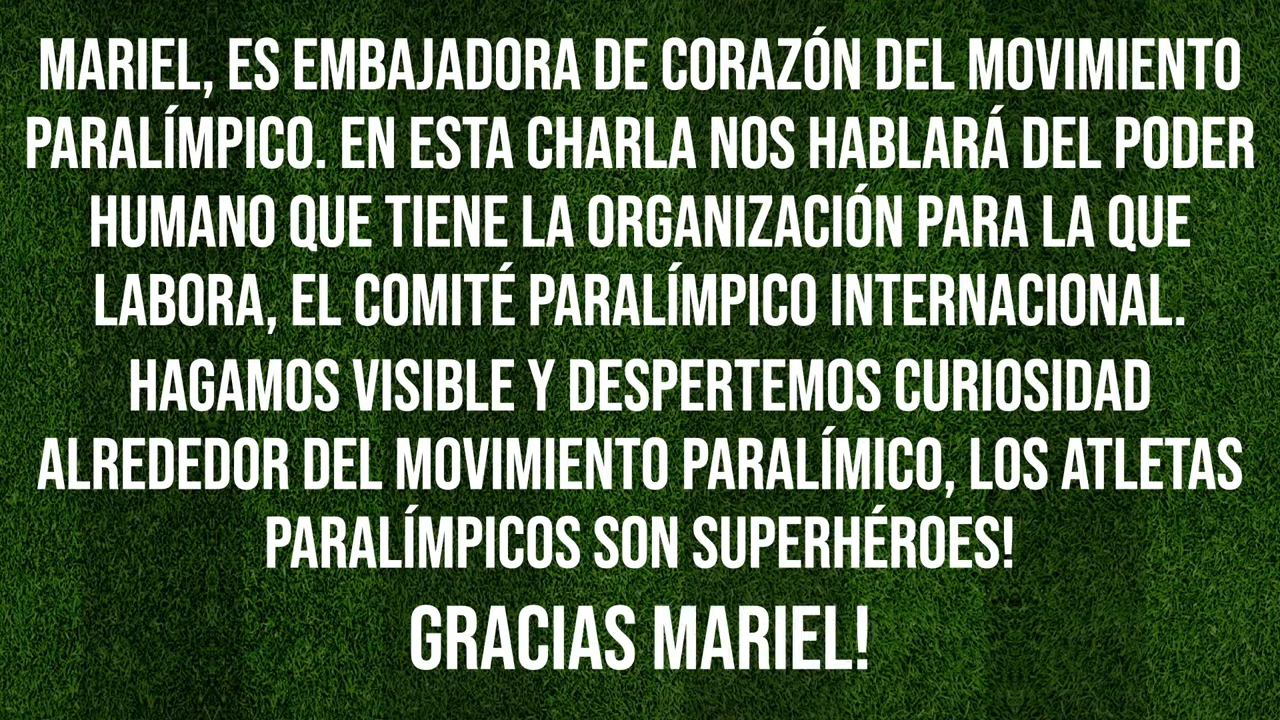 MARIEL, ES EMBAJADORA DE CORAZÓN DEL MOVIMIENTO
PARALÍMPICO. EN ESTA CHARLA NOS HABLARÁ DEL PODER
HUMANO QUE TIENE LA ORGANIZACIÓN PARA LA QUE
LABORA, EL COMITÉ PARALÍMPICO INTERNACIONAL.
HAGAMOS VISIBLE Y DESPERTEMOS CURIOSIDAD
ALREDEDOR DEL MOVIMIENTO PARALÍMICO, LOS ATLETAS
PARALÍMPICOS SON SUPERHÉROES!
GRACIAS MARIEL!